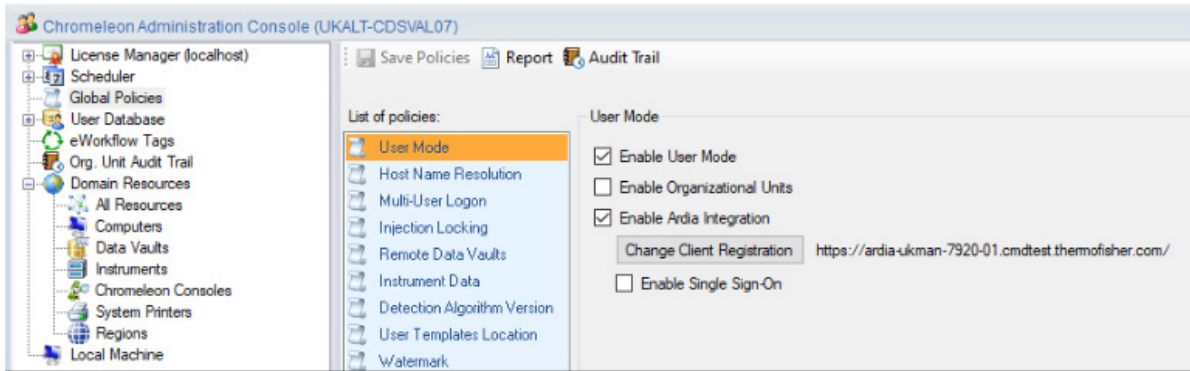 Chromeleon Administration Console (UKALT-CDSVAL07)
License Manager (localhost)
Scheduler
Global Policies
User Database
eWorkflow Tags
Org. Unit Audit Trail
Domain Resources
All Resources
Computers
Data Vaults
Instruments
Chromeleon Consoles
System Printers
Regions
Local Machine
Save Policies Report Audit Trail
List of policies:
User Mode
Host Name Resolution
Multi-User Logon
Injection Locking
Remote Data Vaults
Instrument Data
Detection Algorithm Version
User Templates Location
Watermark
User Mode
Enable User Mode
Enable Organizational Units
Enable Ardia Integration
Change Client Registration https://ardia-ukman-7920-01.cmdtest.thermofisher.com/
Enable Single Sign-On